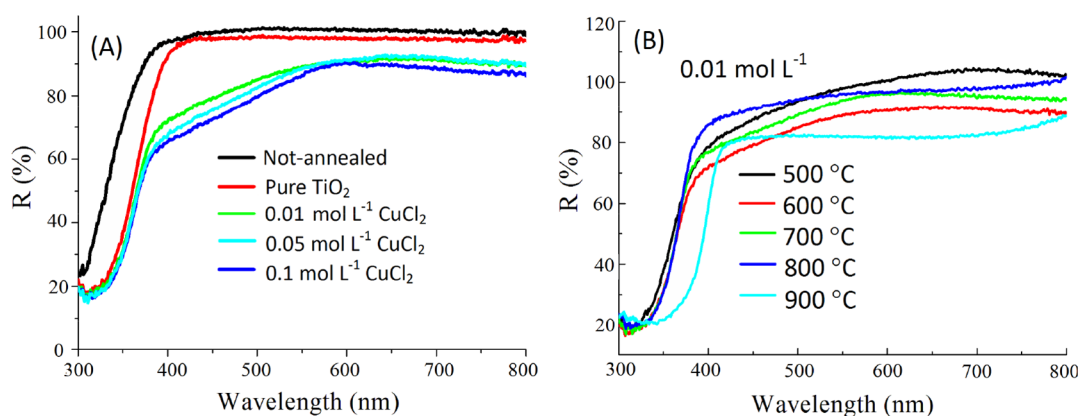 (A)
R (%)
100
80
60
40
20
0
Not-annealed
Pure TiO₂
0.01 mol L⁻¹ CuCl₂
0.05 mol L⁻¹ CuCl₂
0.1 mol L⁻¹ CuCl₂
300 400 500 600 700 800
Wavelength (nm)
(B)
0.01 mol L⁻¹
R (%)
120
100
80
60
40
20
500 °C
600 °C
700 °C
800 °C
900 °C
300 400 500 600 700 800
Wavelength (nm)